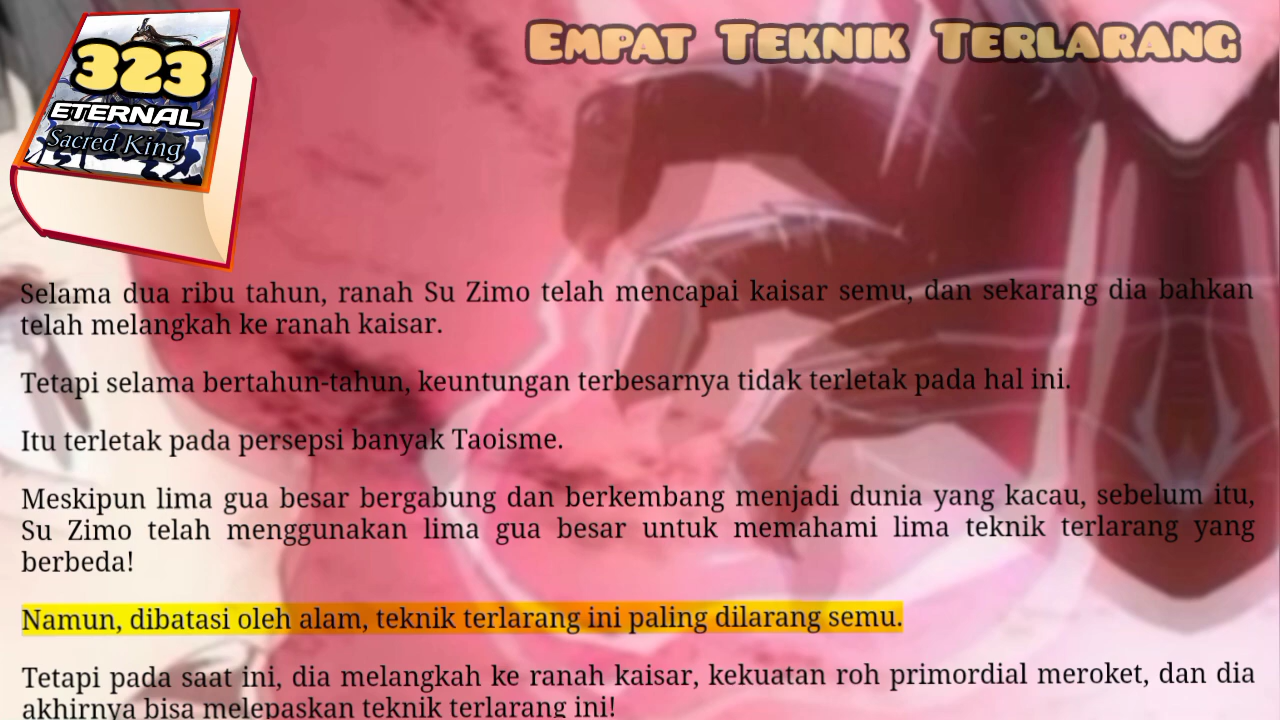 323
ETERNAL
Sacred King
Empat Teknik Terlarang
Selama dua ribu tahun, ranah Su Zimo telah mencapai kaisar semu, dan sekarang dia bahkan
telah melangkah ke ranah kaisar.
Tetapi selama bertahun-tahun, keuntungan terbesarnya tidak terletak pada hal ini.
Itu terletak pada persepsi banyak Taoisme.
Meskipun lima gua besar bergabung dan berkembang menjadi dunia yang kacau, sebelum itu,
Su Zimo telah menggunakan lima gua besar untuk memahami lima teknik terlarang yang
berbeda!
Namun, dibatasi oleh alam, teknik terlarang ini paling dilarang semu.
Tetapi pada saat ini, dia melangkah ke ranah kaisar, kekuatan roh primordial meroket, dan dia
akhirnya bisa melepaskan teknik terlarang ini!